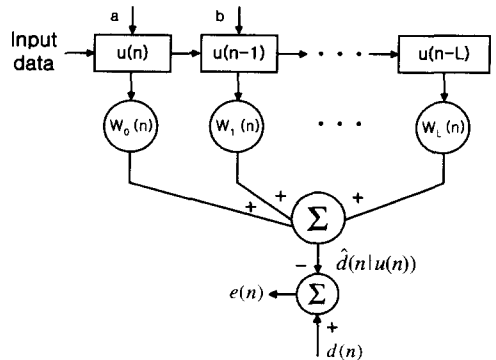 a b
Input data u(n) u(n−1) · · · u(n−L)
W₀(n) W₁(n) · · · W_L(n)
+ + Σ +
− d̂(n|u(n))
e(n) Σ
+
d(n)